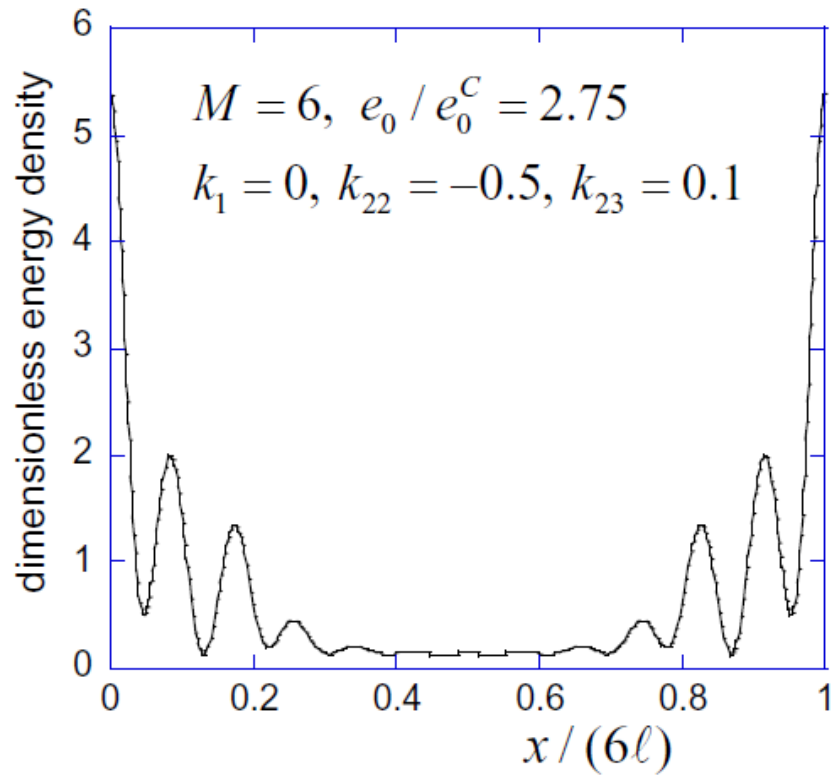 6
M = 6, e₀ / e₀ᶜ = 2.75
k₁ = 0, k₂₂ = –0.5, k₂₃ = 0.1
5
4
3
2
1
0
dimensionless energy density
0 0.2 0.4 0.6 0.8 1
x / (6ℓ)